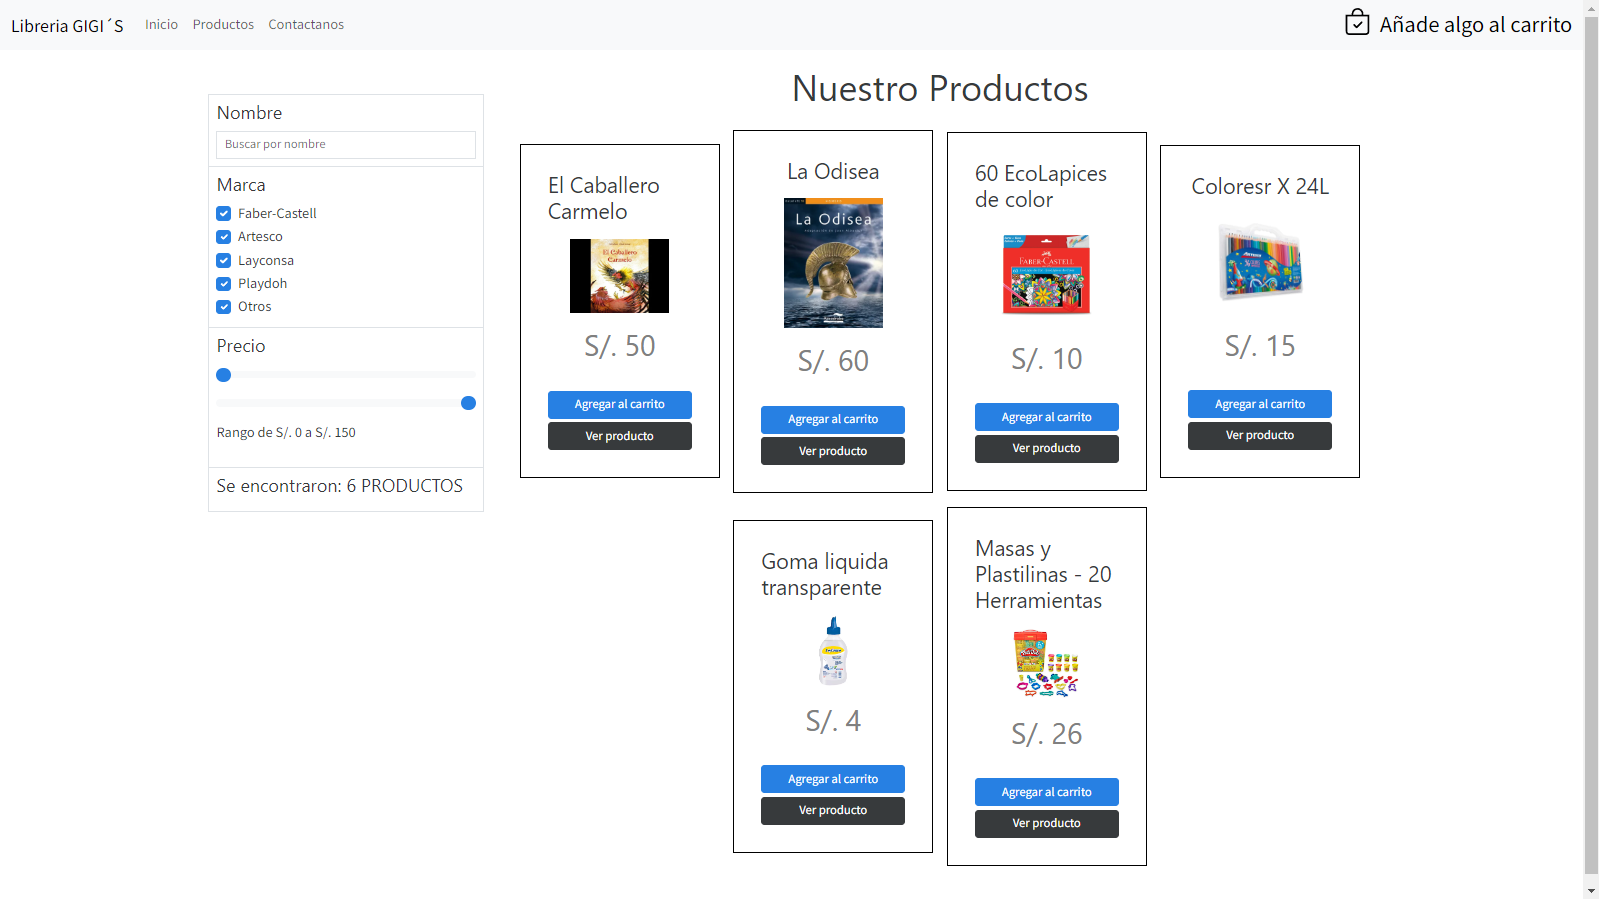 Libreria GIGI´S
Inicio
Productos
Contactanos
Añade algo al carrito
Nombre
Buscar por nombre
Marca
Faber-Castell
Artesco
Layconsa
Playdoh
Otros
Precio
Rango de S/. 0 a S/. 150
Se encontraron: 6 PRODUCTOS
Nuestro Productos
El Caballero
Carmelo
El Caballero
Carmelo
S/. 50
Agregar al carrito
Ver producto
La Odisea
La Odisea
S/. 60
Agregar al carrito
Ver producto
60 EcoLapices
de color
FABER-CASTELL
S/. 10
Agregar al carrito
Ver producto
Coloresr X 24L
S/. 15
Agregar al carrito
Ver producto
Goma liquida
transparente
S/. 4
Agregar al carrito
Ver producto
Masas y
Plastilinas - 20
Herramientas
S/. 26
Agregar al carrito
Ver producto